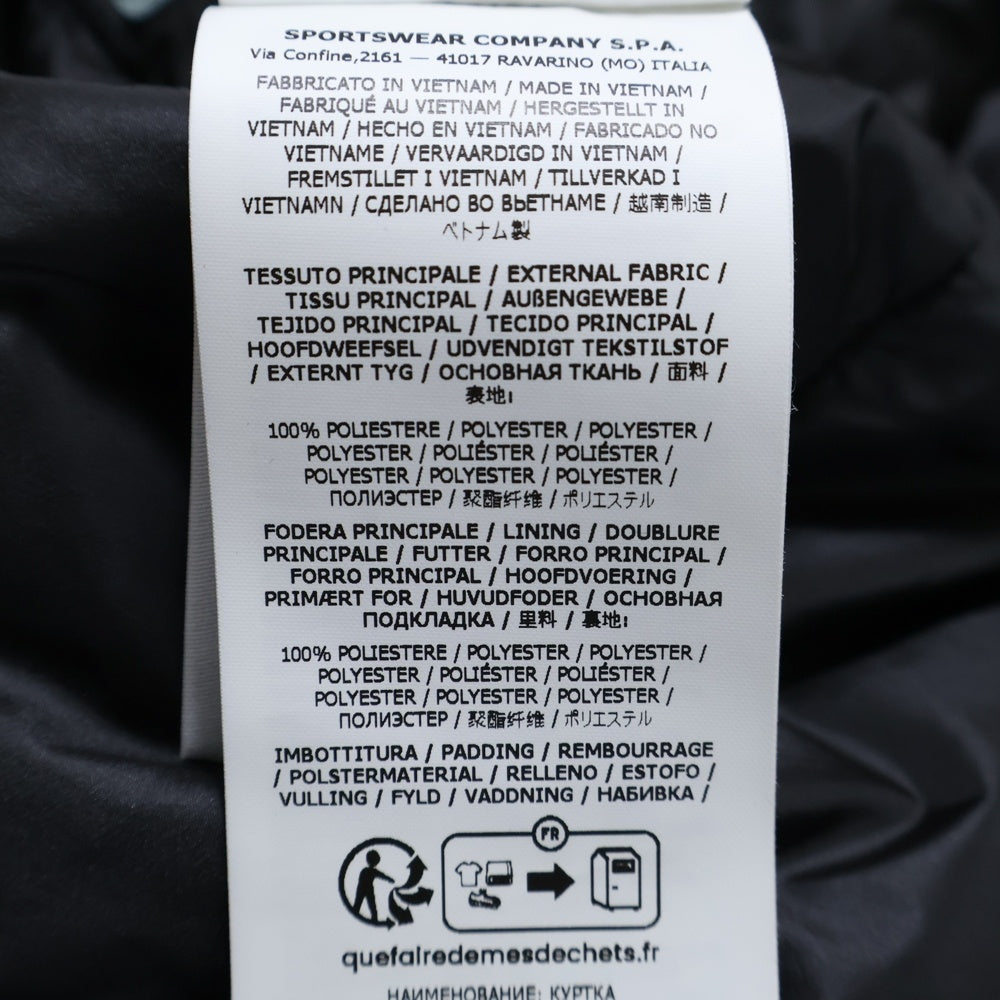 SPORTSWEAR COMPANY S.P.A.
Via Confine,2161 — 41017 RAVARINO (MO) ITALIA
FABBRICATO IN VIETNAM / MADE IN VIETNAM /
FABRIQUÉ AU VIETNAM / HERGESTELLT IN
VIETNAM / HECHO EN VIETNAM / FABRICADO NO
VIETNAME / VERVAARDIGD IN VIETNAM /
FREMSTILLET I VIETNAM / TILLVERKAD I
VIETNAMN / СДЕЛАНО ВО ВЬЕТНАМЕ / 越南制造 /
ベトナム製
TESSUTO PRINCIPALE / EXTERNAL FABRIC /
TISSU PRINCIPAL / AUßENGEWEBE /
TEJIDO PRINCIPAL / TECIDO PRINCIPAL /
HOOFDWEEFSEL / UDVENDIGT TEKSTILSTOF
/ EXTERNT TYG / ОСНОВНАЯ ТКАНЬ / 面料 /
表地:
100% POLIESTERE / POLYESTER / POLYESTER /
POLYESTER / POLIÉSTER / POLIÉSTER /
POLYESTER / POLYESTER / POLYESTER /
ПОЛИЭСТЕР / 聚酯纤维 / ポリエステル
FODERA PRINCIPALE / LINING / DOUBLURE
PRINCIPALE / FUTTER / FORRO PRINCIPAL /
FORRO PRINCIPAL / HOOFDVOERING /
PRIMÆRT FOR / HUVUDFODER / ОСНОВНАЯ
ПОДКЛАДКА / 里料 / 裏地:
100% POLIESTERE / POLYESTER / POLYESTER /
POLYESTER / POLIÉSTER / POLIÉSTER /
POLYESTER / POLYESTER / POLYESTER /
ПОЛИЭСТЕР / 聚酯纤维 / ポリエステル
IMBOTTITURA / PADDING / REMBOURRAGE
/ POLSTERMATERIAL / RELLENO / ESTOFO /
VULLING / FYLD / VADDNING / НАБИВКА /
FR
quefairedemesdechets.fr
НАИМЕНОВАНИЕ: КУРТКА